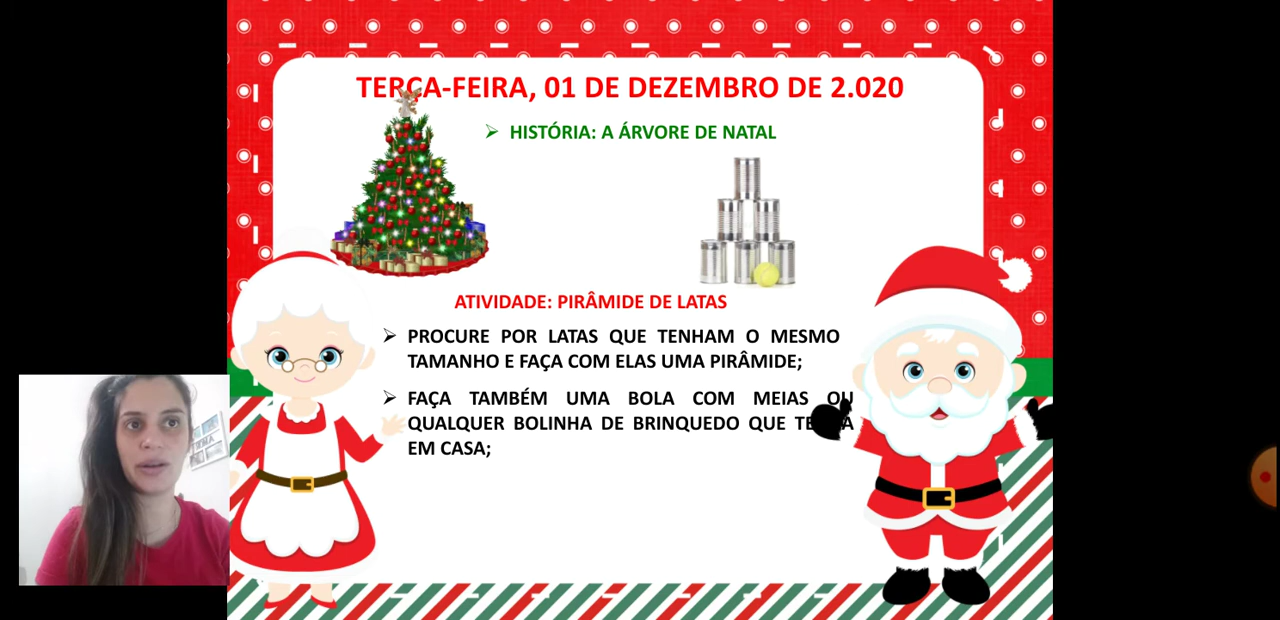 TERÇA-FEIRA, 01 DE DEZEMBRO DE 2.020
➢ HISTÓRIA: A ÁRVORE DE NATAL
ATIVIDADE: PIRÂMIDE DE LATAS
➢ PROCURE POR LATAS QUE TENHAM O MESMO
TAMANHO E FAÇA COM ELAS UMA PIRÂMIDE;
➢ FAÇA TAMBÉM UMA BOLA COM MEIAS OU
QUALQUER BOLINHA DE BRINQUEDO QUE
EM CASA;